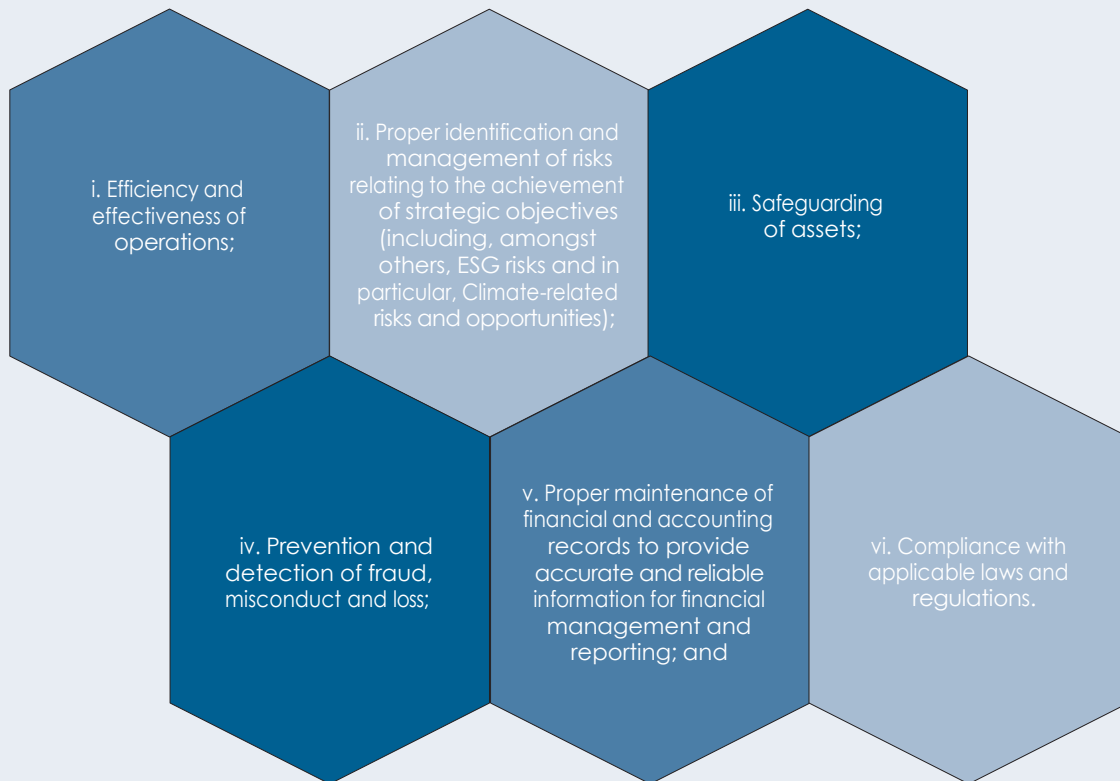 i. Efficiency and
effectiveness of
operations;
ii. Proper identification and
management of risks
relating to the achievement
of strategic objectives
(including, amongst
others, ESG risks and in
particular, Climate-related
risks and opportunities);
iii. Safeguarding
of assets;
iv. Prevention and
detection of fraud,
misconduct and loss;
v. Proper maintenance of
financial and accounting
records to provide
accurate and reliable
information for financial
management and
reporting; and
vi. Compliance with
applicable laws and
regulations.